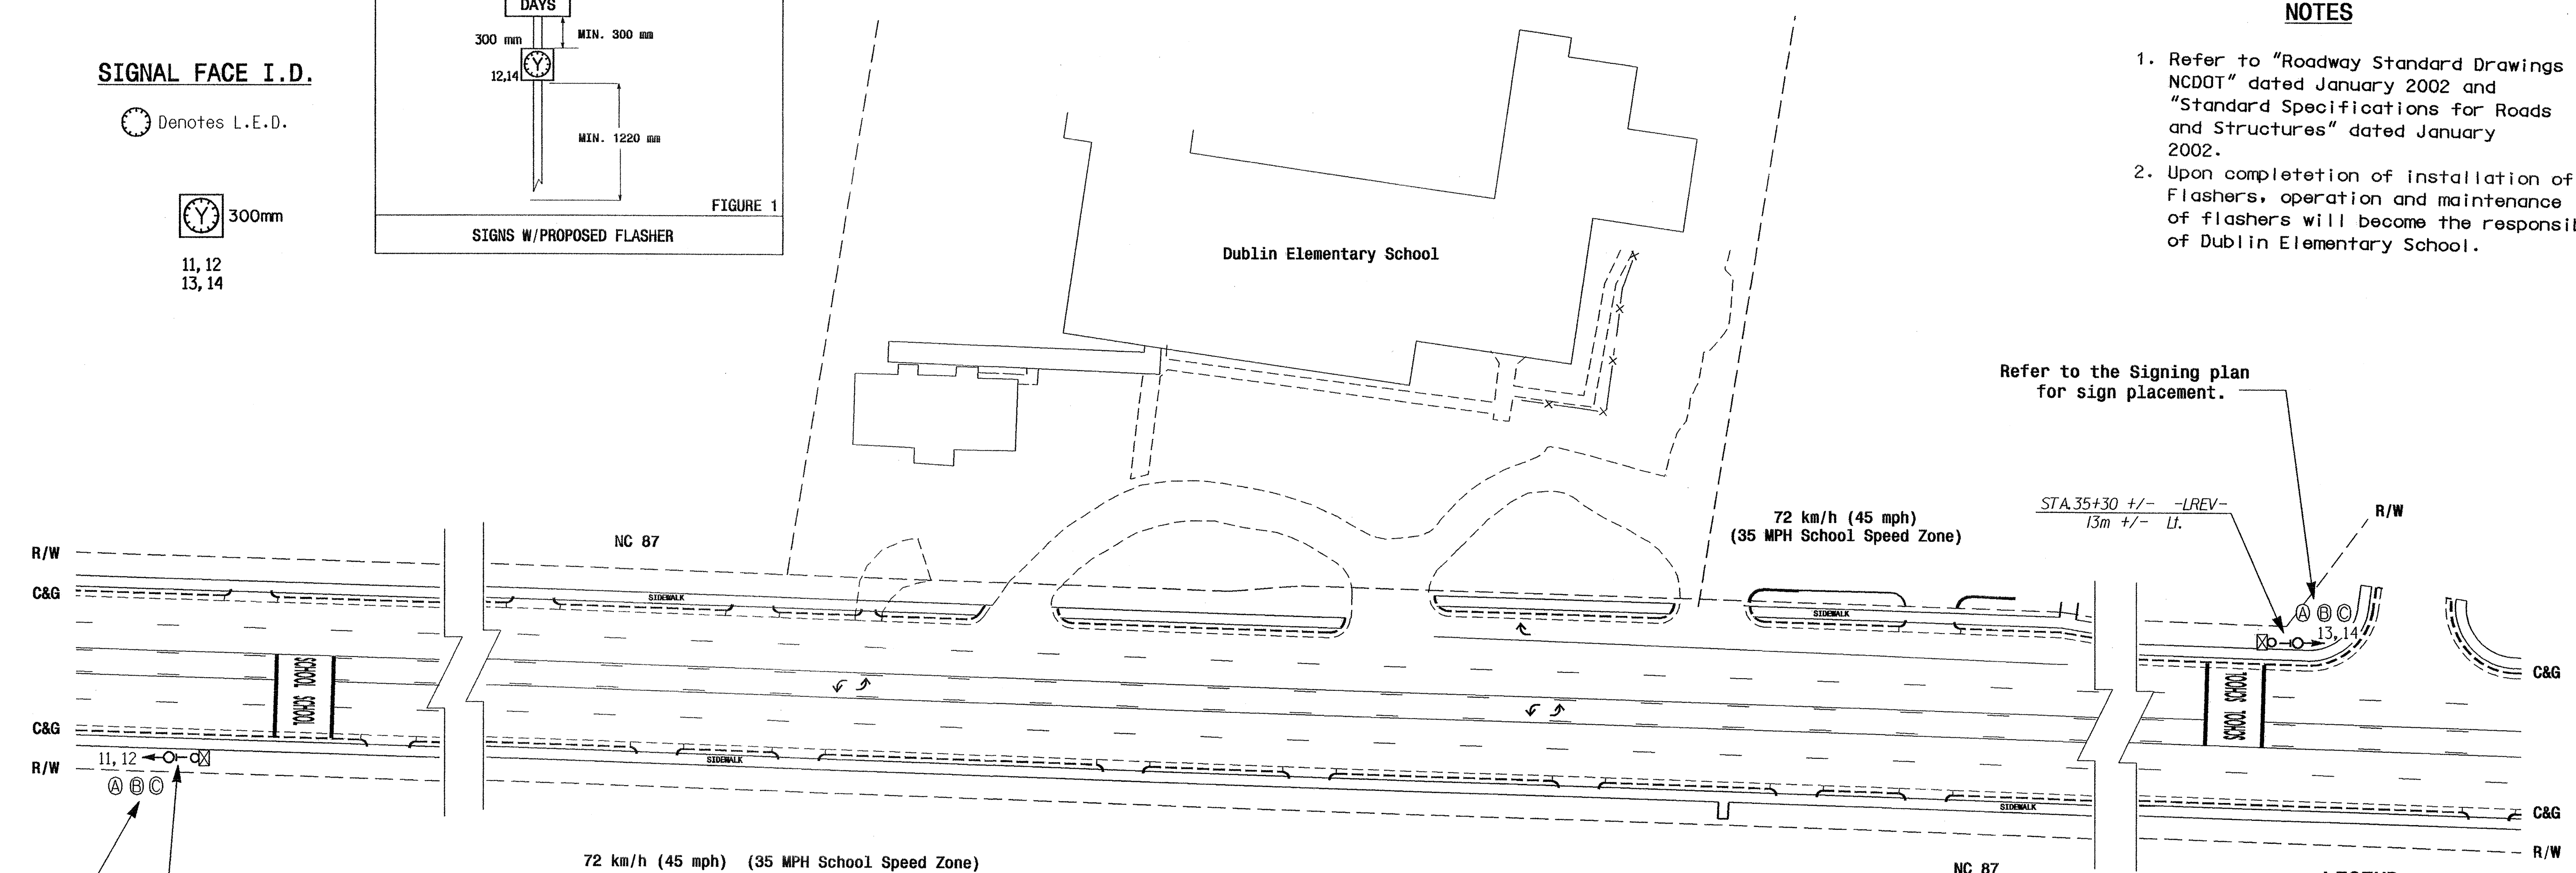 SIGNAL FACE I.D.
Denotes L.E.D.
Y 300mm
11, 12
13, 14
DAYS
MIN. 300 mm
300 mm
Y
12,14
MIN. 1220 mm
FIGURE 1
SIGNS W/PROPOSED FLASHER
Dublin Elementary School
NOTES
1. Refer to "Roadway Standard Drawings
NCDOT" dated January 2002 and
"Standard Specifications for Roads
and Structures" dated January
2002.
2. Upon completetion of installation of
Flashers, operation and maintenance
of flashers will become the responsib
of Dublin Elementary School.
Refer to the Signing plan
for sign placement.
STA.35+30 +/- -LREV-
13m +/- Lt.
R/W
72 km/h (45 mph)
(35 MPH School Speed Zone)
NC 87
R/W
C&G
SIDEWALK
SIDEWALK
A B C
13, 14
SCHOOL SCHOOL
SCHOOL SCHOOL
C&G
C&G
R/W
11, 12
A B C
SIDEWALK
SIDEWALK
C&G
R/W
72 km/h (45 mph) (35 MPH School Speed Zone)
NC 87
LEGEND